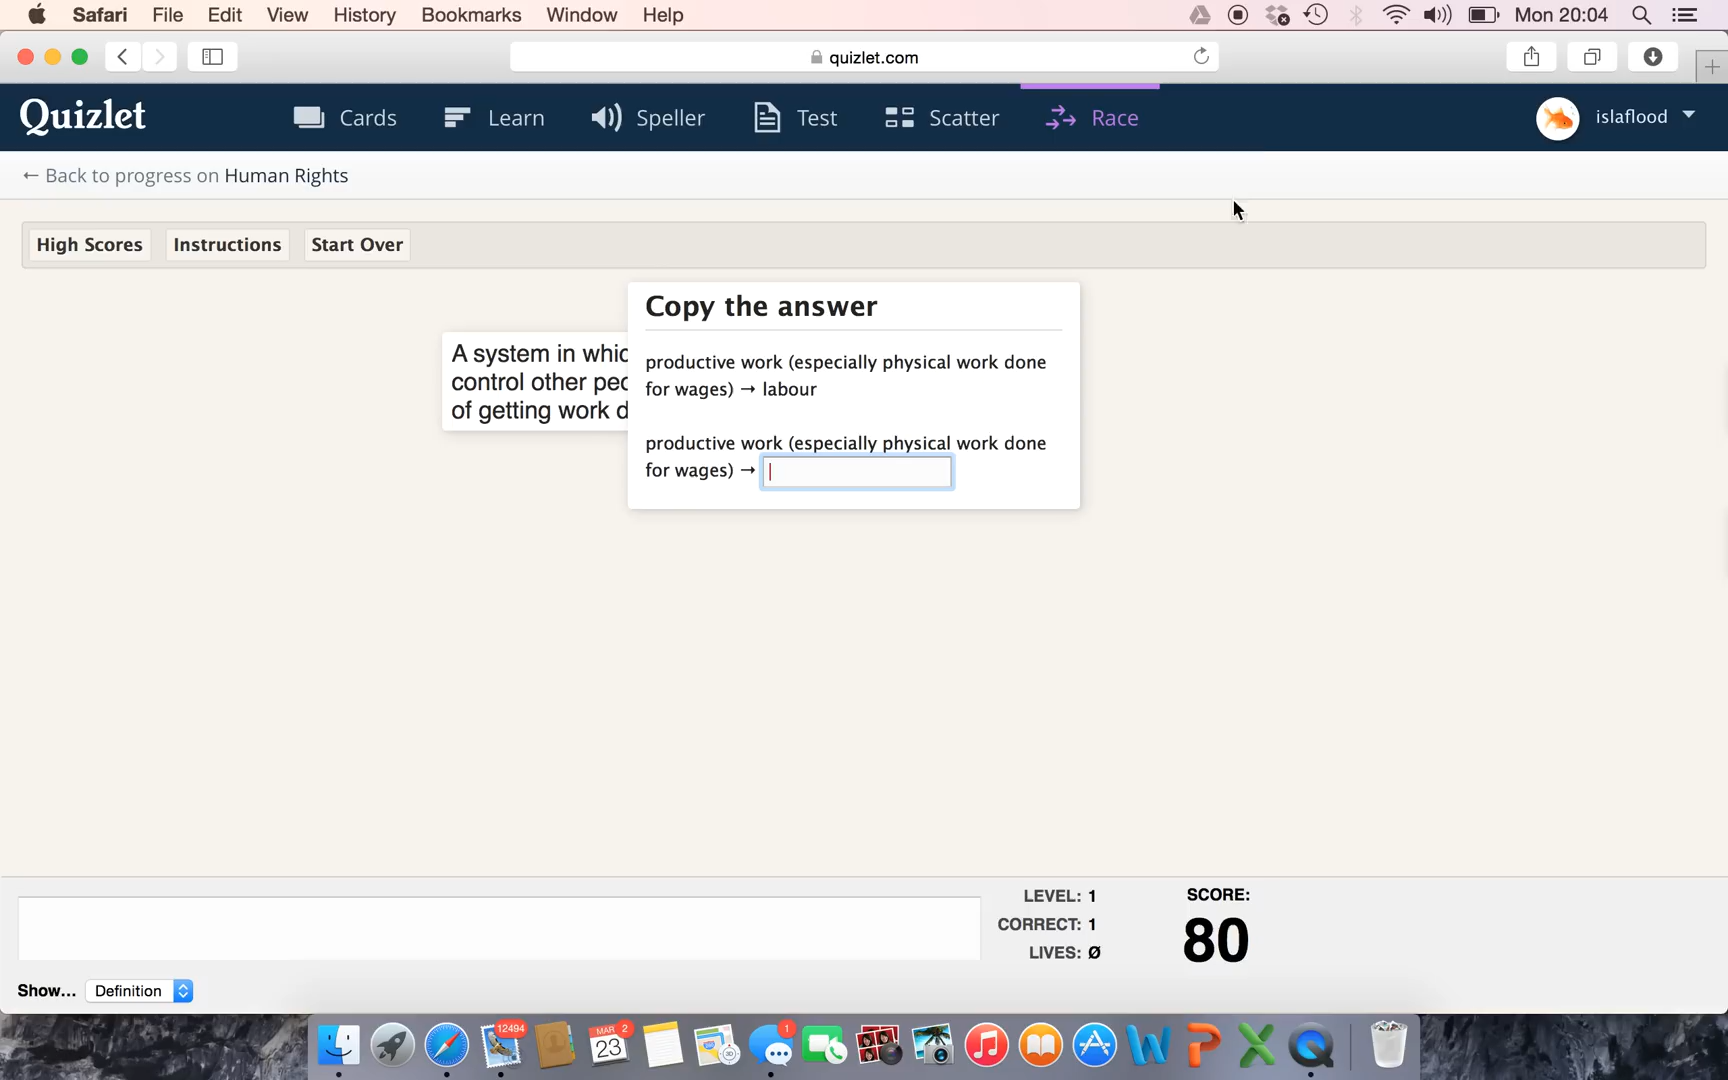 Safari File Edit View History Bookmarks Window Help Mon 20:04
quizlet.com
Quizlet Cards Learn Speller Test Scatter Race islaflood
← Back to progress on Human Rights
High Scores Instructions Start Over
Copy the answer
A system in whic
control other peo
of getting work d
productive work (especially physical work done
for wages) → labour
productive work (especially physical work done
for wages) →
LEVEL: 1
CORRECT: 1
LIVES: Ø
SCORE:
80
Show... Definition
12494
MAR 2
23
3D
1